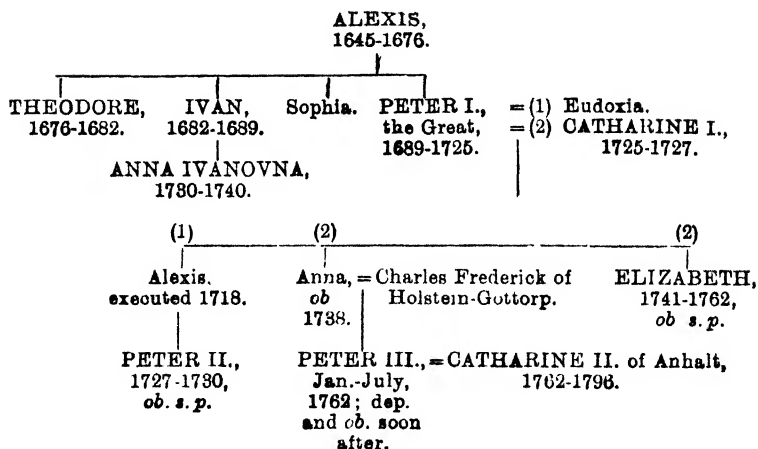 ALEXIS,
1645-1676.
THEODORE, IVAN, Sophia. PETER I., = (1) Eudoxia.
1676-1682. 1682-1689. the Great, = (2) CATHARINE I.,
1689-1725. 1725-1727.
ANNA IVANOVNA,
1730-1740.
(1) (2) (2)
Alexis, Anna, = Charles Frederick of ELIZABETH,
executed 1718. ob Holstein-Gottorp. 1741-1762,
1738. ob s.p.
PETER II., PETER III., = CATHARINE II. of Anhalt,
1727-1730, Jan.-July, 1762-1796.
ob. s.p. 1762; dep.
and ob. soon
after.